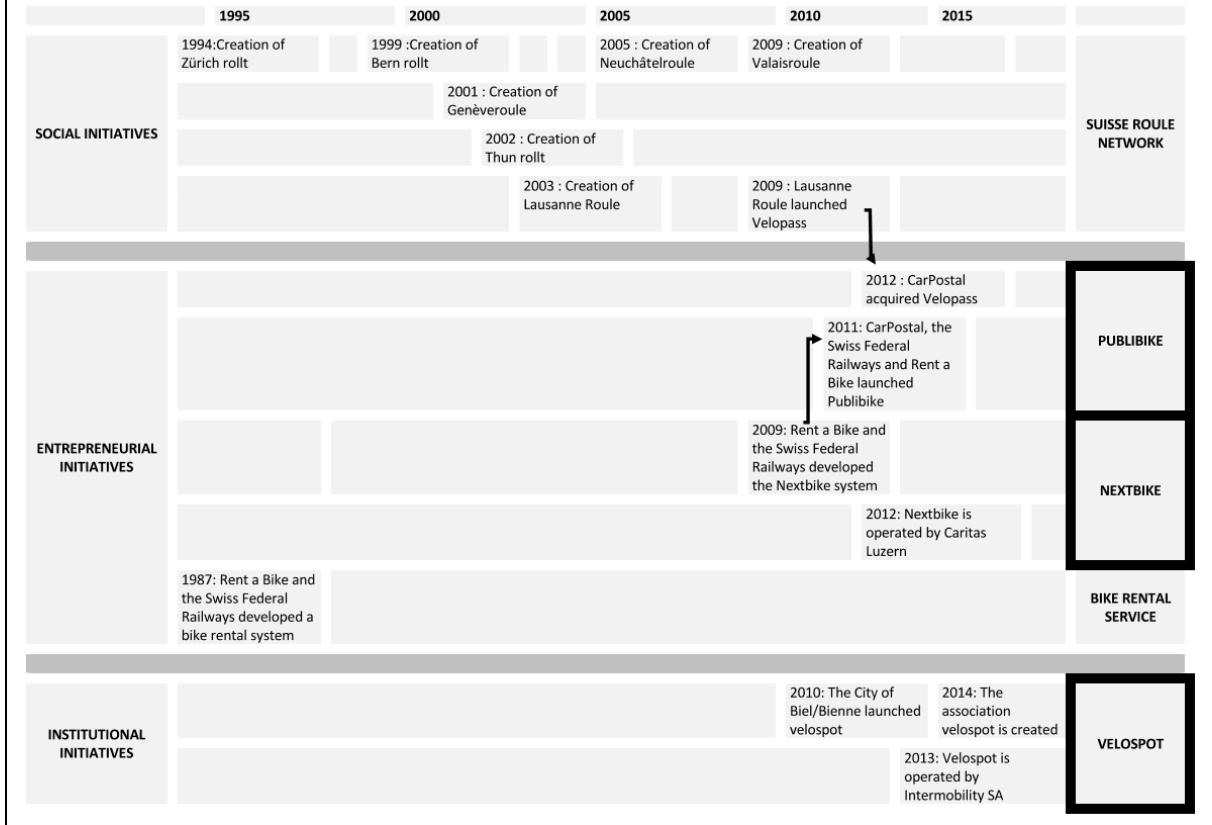 1995 2000 2005 2010 2015
1994:Creation of
Zürich rollt
1999 :Creation of
Bern rollt
2005 : Creation of
Neuchâtelroule
2009 : Creation of
Valaisroule
2001 : Creation of
Genèveroule
SOCIAL INITIATIVES
2002 : Creation of
Thun rollt
2003 : Creation of
Lausanne Roule
2009 : Lausanne
Roule launched
Velopass
SUISSE ROULE
NETWORK
2012 : CarPostal
acquired Velopass
2011: CarPostal, the
Swiss Federal
Railways and Rent a
Bike launched
Publibike
PUBLIBIKE
ENTREPRENEURIAL
INITIATIVES
2009: Rent a Bike and
the Swiss Federal
Railways developed
the Nextbike system
2012: Nextbike is
operated by Caritas
Luzern
NEXTBIKE
1987: Rent a Bike and
the Swiss Federal
Railways developed a
bike rental system
BIKE RENTAL
SERVICE
INSTITUTIONAL
INITIATIVES
2010: The City of
Biel/Bienne launched
velospot
2014: The
association
velospot is created
2013: Velospot is
operated by
Intermobility SA
VELOSPOT